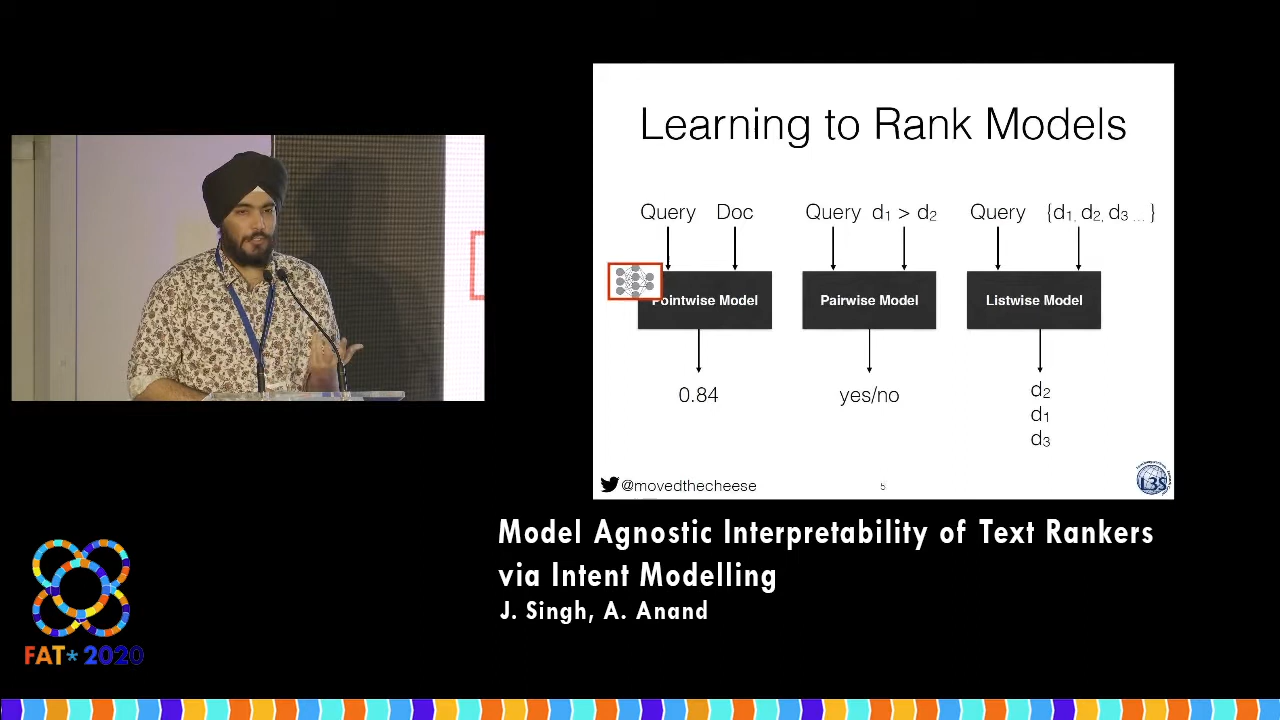 Learning to Rank Models
Query Doc Query d₁ > d₂ Query {d₁, d₂, d₃ ... }
Pointwise Model Pairwise Model Listwise Model
0.84 yes/no d₂
d₁
d₃
@movedthecheese 5 L3S
Model Agnostic Interpretability of Text Rankers
via Intent Modelling
J. Singh, A. Anand
FAT* 2020